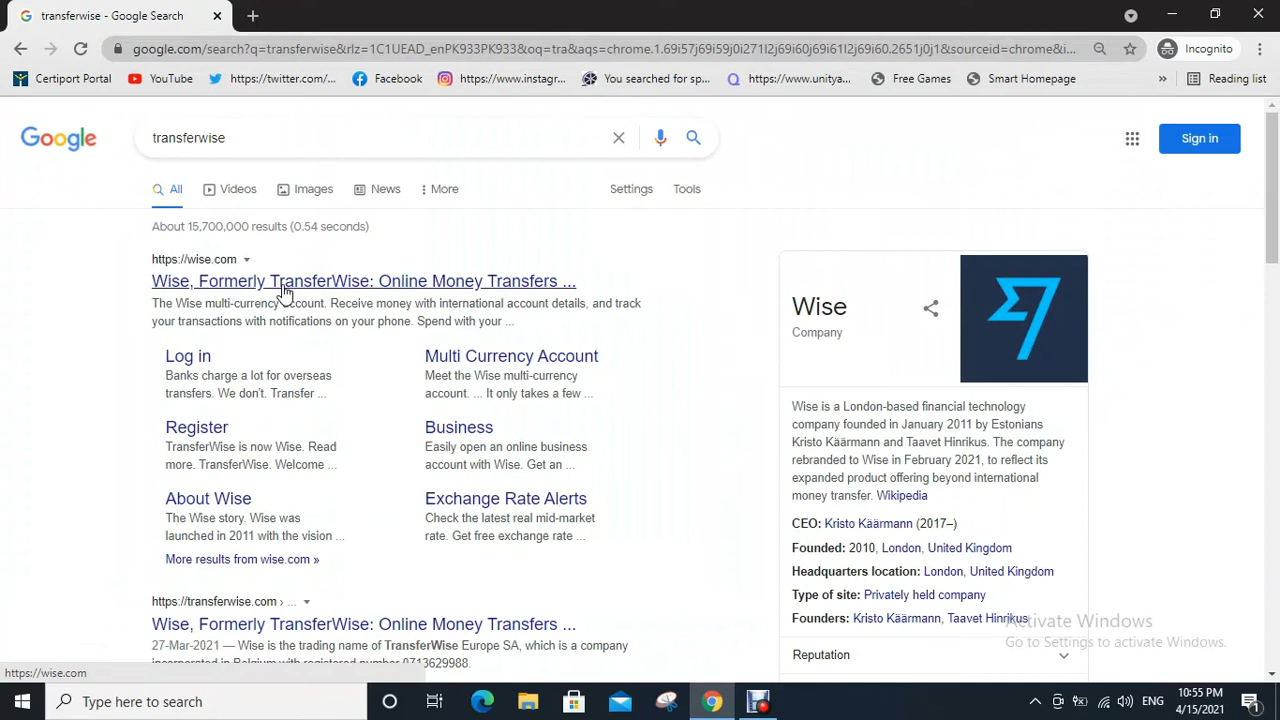 transferwise - Google Search
google.com/search?q=transferwise&rlz=1C1UEAD_enPK933PK933&oq=tra&aqs=chrome.1.69i57j69i59j0i271l2j69i60j69i61l2j69i60.2651j0j1&sourceid=chrome&i...
Incognito
Certiport Portal
YouTube
https://twitter.com/...
Facebook
https://www.instagr...
You searched for sp...
https://www.unitya...
Free Games
Smart Homepage
»
Reading list
Google
transferwise
Sign in
All
Videos
Images
News
More
Settings
Tools
About 15,700,000 results (0.54 seconds)
https://wise.com
Wise, Formerly TransferWise: Online Money Transfers ...
The Wise multi-currency account. Receive money with international account details, and track
your transactions with notifications on your phone. Spend with your ...
Log in
Banks charge a lot for overseas
transfers. We don't. Transfer ...
Multi Currency Account
Meet the Wise multi-currency
account. ... It only takes a few ...
Register
TransferWise is now Wise. Read
more. TransferWise. Welcome ...
Business
Easily open an online business
account with Wise. Get an ...
About Wise
The Wise story. Wise was
launched in 2011 with the vision ...
Exchange Rate Alerts
Check the latest real mid-market
rate. Get free exchange rate ...
More results from wise.com »
https://transferwise.com › ...
Wise, Formerly TransferWise: Online Money Transfers ...
27-Mar-2021 — Wise is the trading name of TransferWise Europe SA, which is a company
incorporated in Belgium with registered number 0713629988.
Wise
Company
Wise is a London-based financial technology
company founded in January 2011 by Estonians
Kristo Käärmann and Taavet Hinrikus. The company
rebranded to Wise in February 2021, to reflect its
expanded product offering beyond international
money transfer. Wikipedia
CEO: Kristo Käärmann (2017–)
Founded: 2010, London, United Kingdom
Headquarters location: London, United Kingdom
Type of site: Privately held company
Founders: Kristo Käärmann, Taavet Hinrikus
Reputation
Activate Windows
Go to Settings to activate Windows.
https://wise.com
Type here to search
ENG
10:55 PM
4/15/2021
1